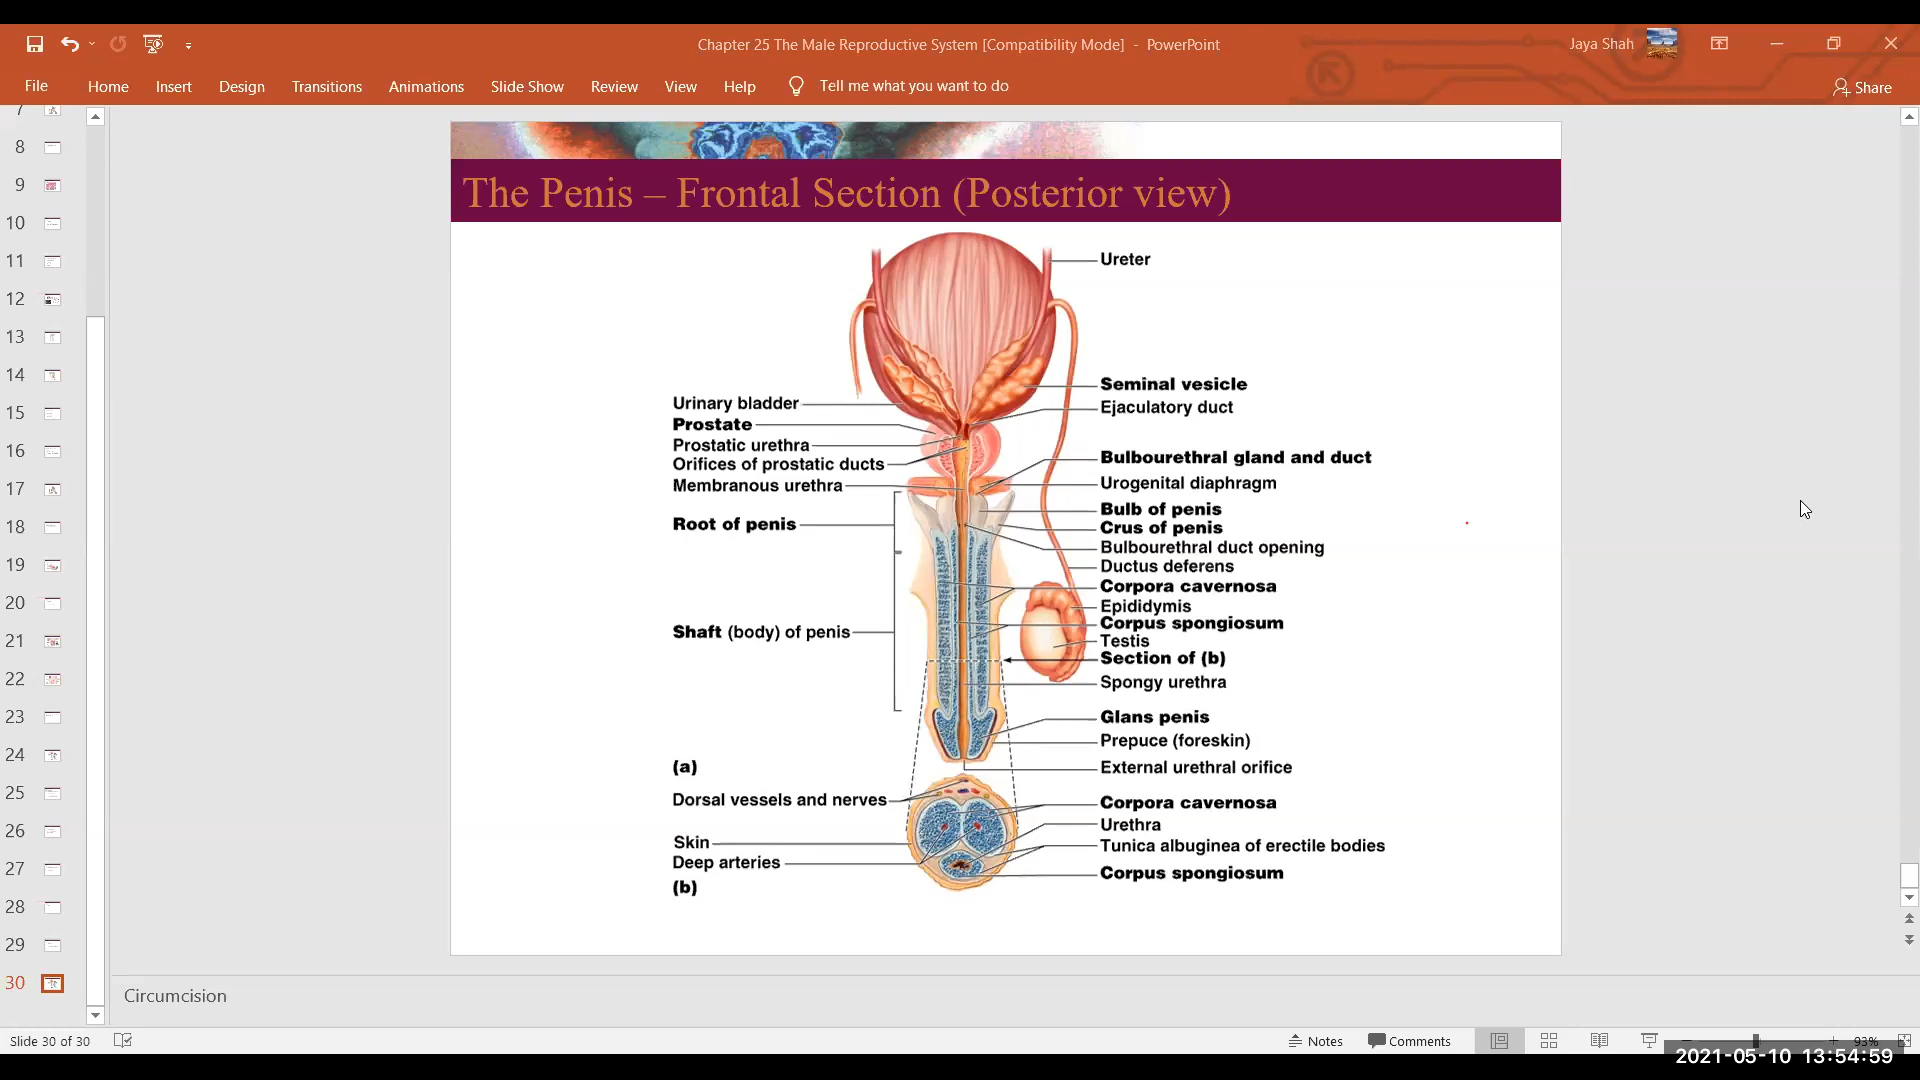 Chapter 25 The Male Reproductive System [Compatibility Mode] - PowerPoint
Jaya Shah
File Home Insert Design Transitions Animations Slide Show Review View Help Tell me what you want to do
Share
7
8
9
10
11
12
13
14
15
16
17
18
19
20
21
22
23
24
25
26
27
28
29
30
The Penis – Frontal Section (Posterior view)
Ureter
Seminal vesicle
Urinary bladder
Ejaculatory duct
Prostate
Prostatic urethra
Bulbourethral gland and duct
Orifices of prostatic ducts
Membranous urethra
Urogenital diaphragm
Bulb of penis
Root of penis
Crus of penis
Bulbourethral duct opening
Ductus deferens
Corpora cavernosa
Epididymis
Corpus spongiosum
Shaft (body) of penis
Testis
Section of (b)
Spongy urethra
Glans penis
Prepuce (foreskin)
(a)
External urethral orifice
Dorsal vessels and nerves
Corpora cavernosa
Urethra
Skin
Tunica albuginea of erectile bodies
Deep arteries
Corpus spongiosum
(b)
Circumcision
Slide 30 of 30
Notes
Comments
93%
2021-05-10 13:54:59